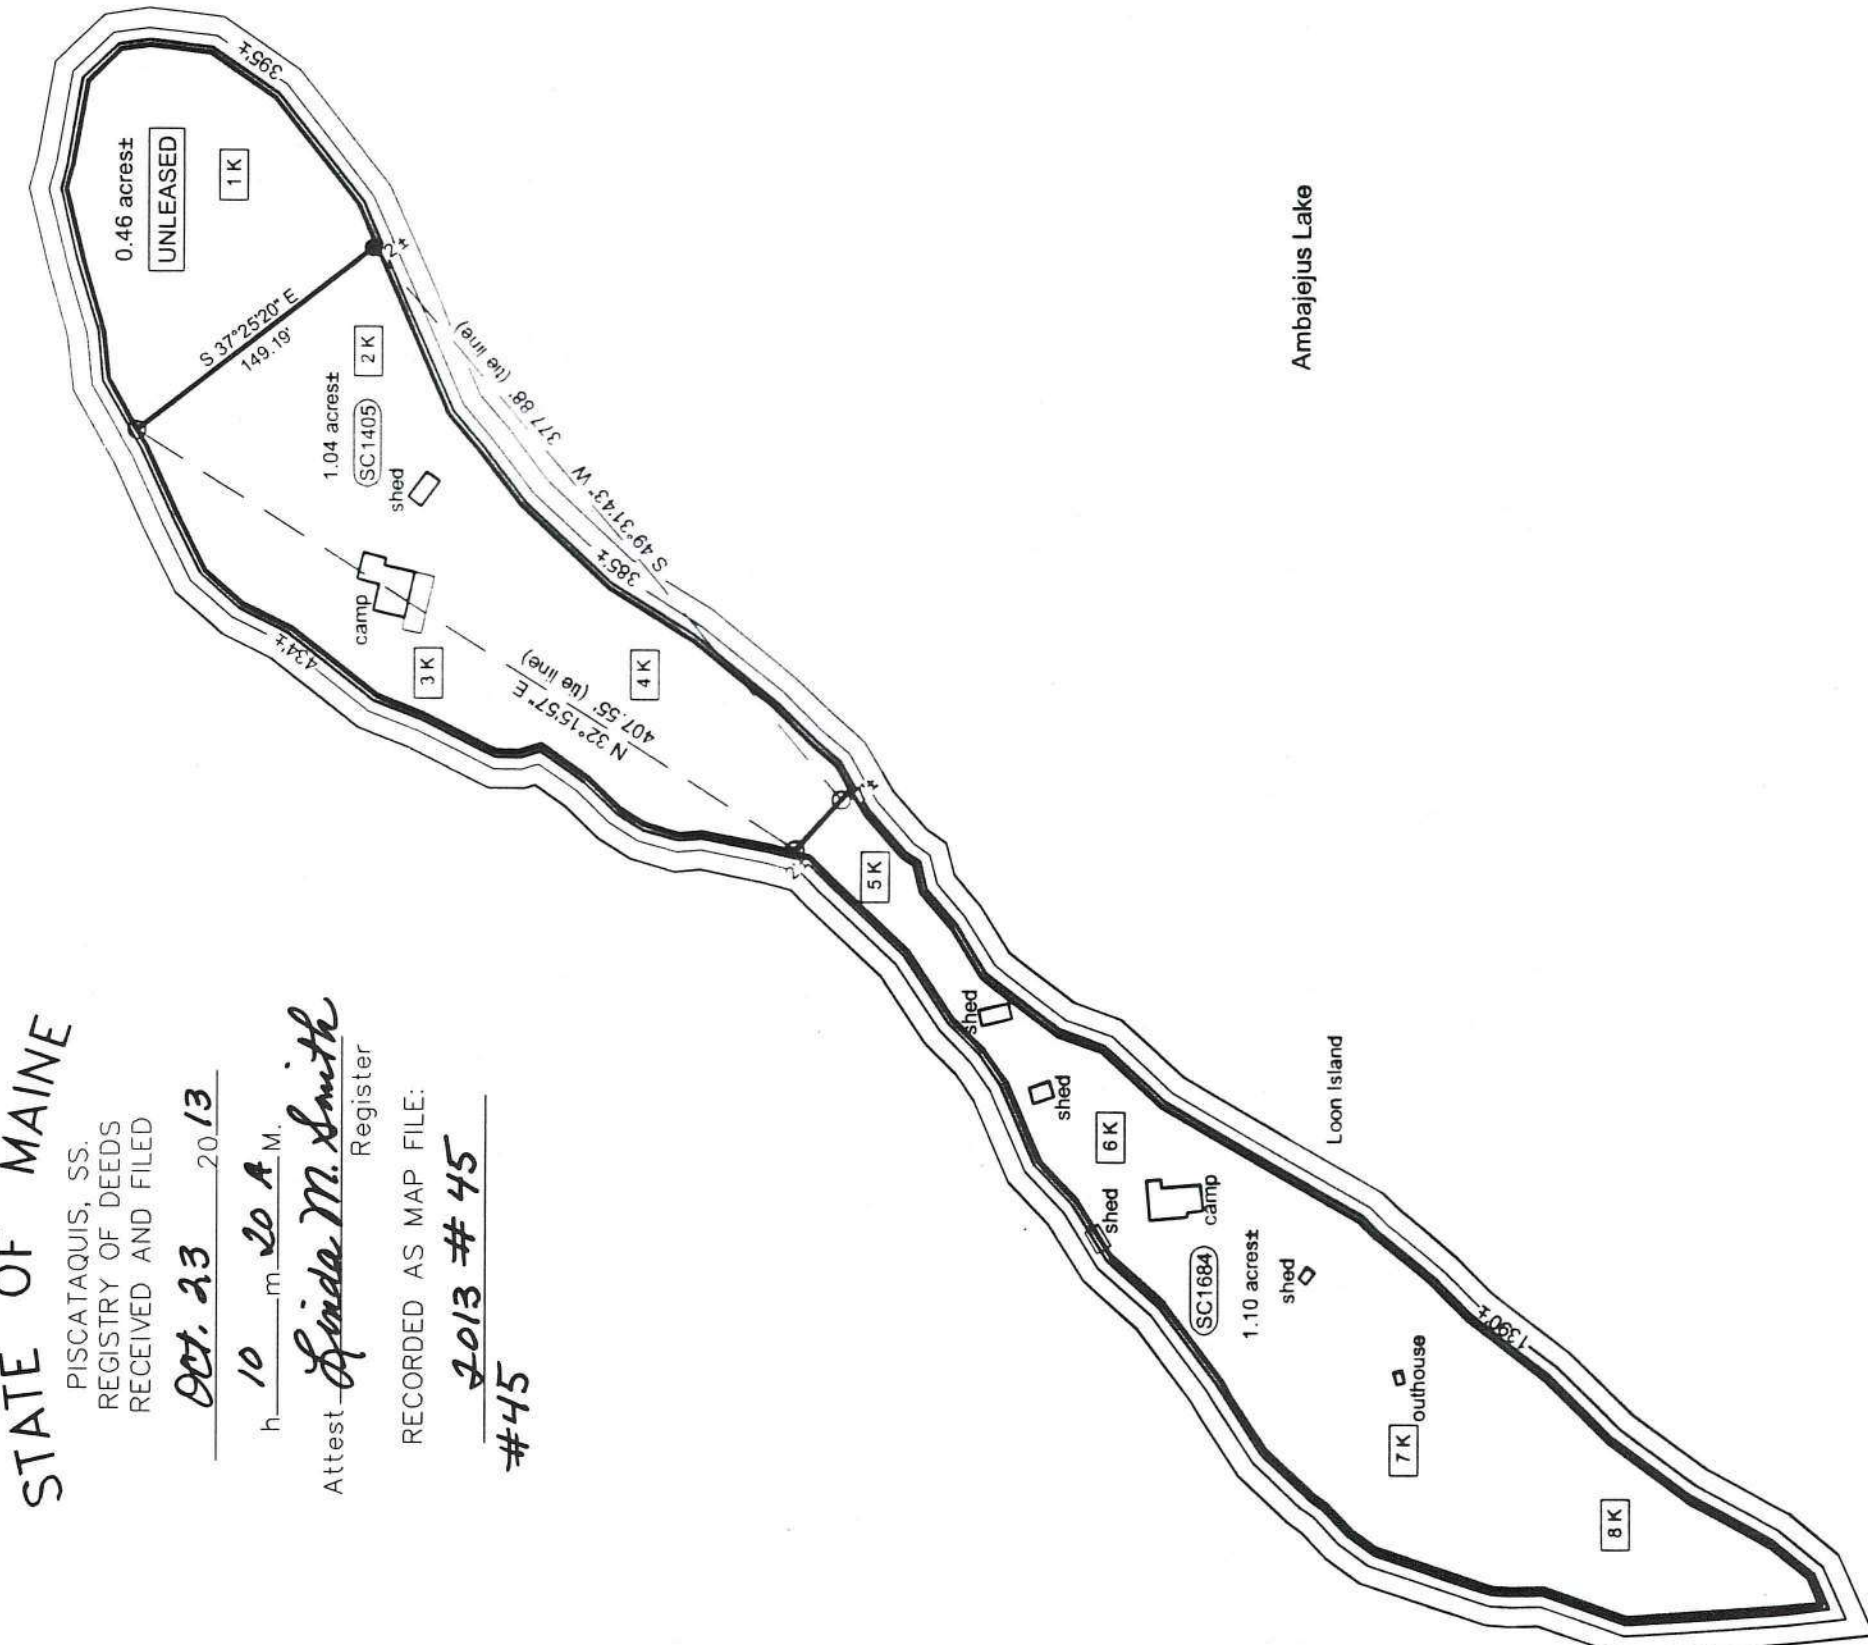 STATE OF MAINE
PISCATAQUIS, SS.
REGISTRY OF DEEDS
RECEIVED AND FILED
Oct. 23 2013
h 10 m 20 A M.
Attest Linda M. Smith
Register
RECORDED AS MAP FILE:
2013 # 45
#45
395'±
0.46 acres±
UNLEASED
1 K
2'±
S 37°25'20" E
149.19'
2 K
1.04 acres±
SC1405
shed
camp
3 K
434'±
4 K
N 32°15'57" E
407.55' (tie line)
S 49°31'43" W 377.88' (tie line)
385'±
5 K
shed
shed
6 K
shed
camp
SC1684
1.10 acres±
shed
1390'±
outhouse
7 K
8 K
Loon Island
Ambajejus Lake